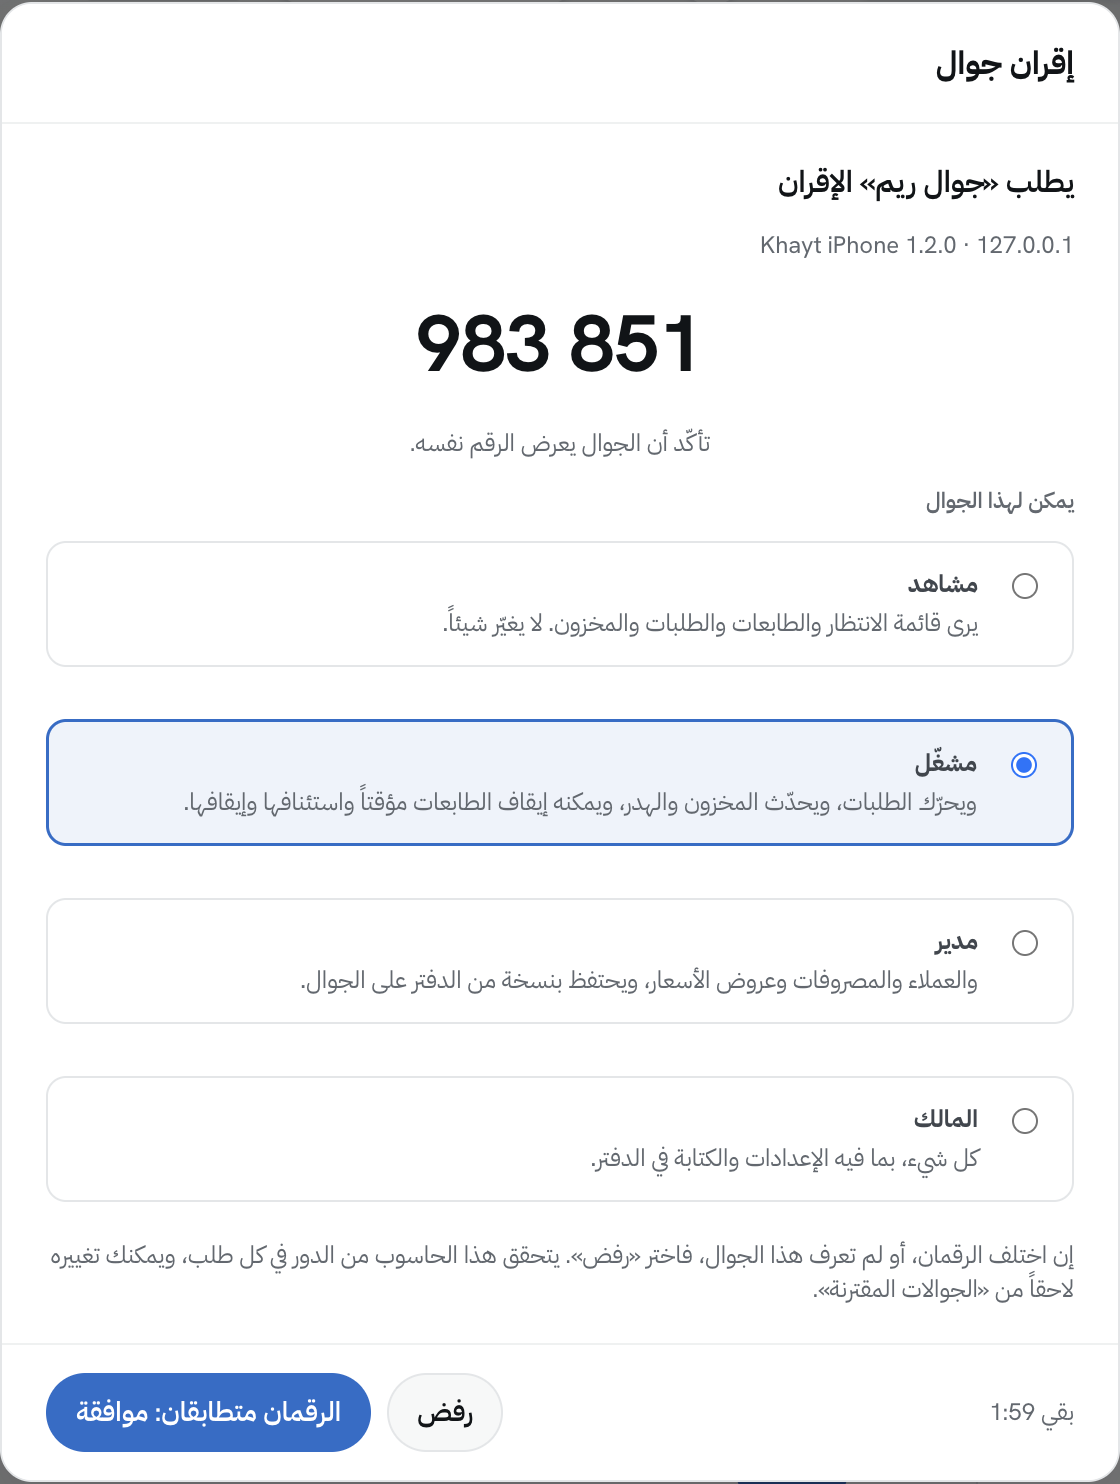 إقران جوال
يطلب «جوال ريم» الإقران
Khayt iPhone 1.2.0 · 127.0.0.1
983 851
تأكّد أن الجوال يعرض الرقم نفسه.
يمكن لهذا الجوال
مشاهد
يرى قائمة الانتظار والطابعات والطلبات والمخزون. لا يغيّر شيئاً.
مشغّل
ويحرّك الطلبات، ويحدّث المخزون والهدر، ويمكنه إيقاف الطابعات مؤقتاً واستئنافها وإيقافها.
مدير
والعملاء والمصروفات وعروض الأسعار، ويحتفظ بنسخة من الدفتر على الجوال.
المالك
كل شيء، بما فيه الإعدادات والكتابة في الدفتر.
إن اختلف الرقمان، أو لم تعرف هذا الجوال، فاختر «رفض». يتحقق هذا الحاسوب من الدور في كل طلب، ويمكنك تغييره
لاحقاً من «الجوالات المقترنة».
بقي 1:59
رفض
الرقمان متطابقان: موافقة